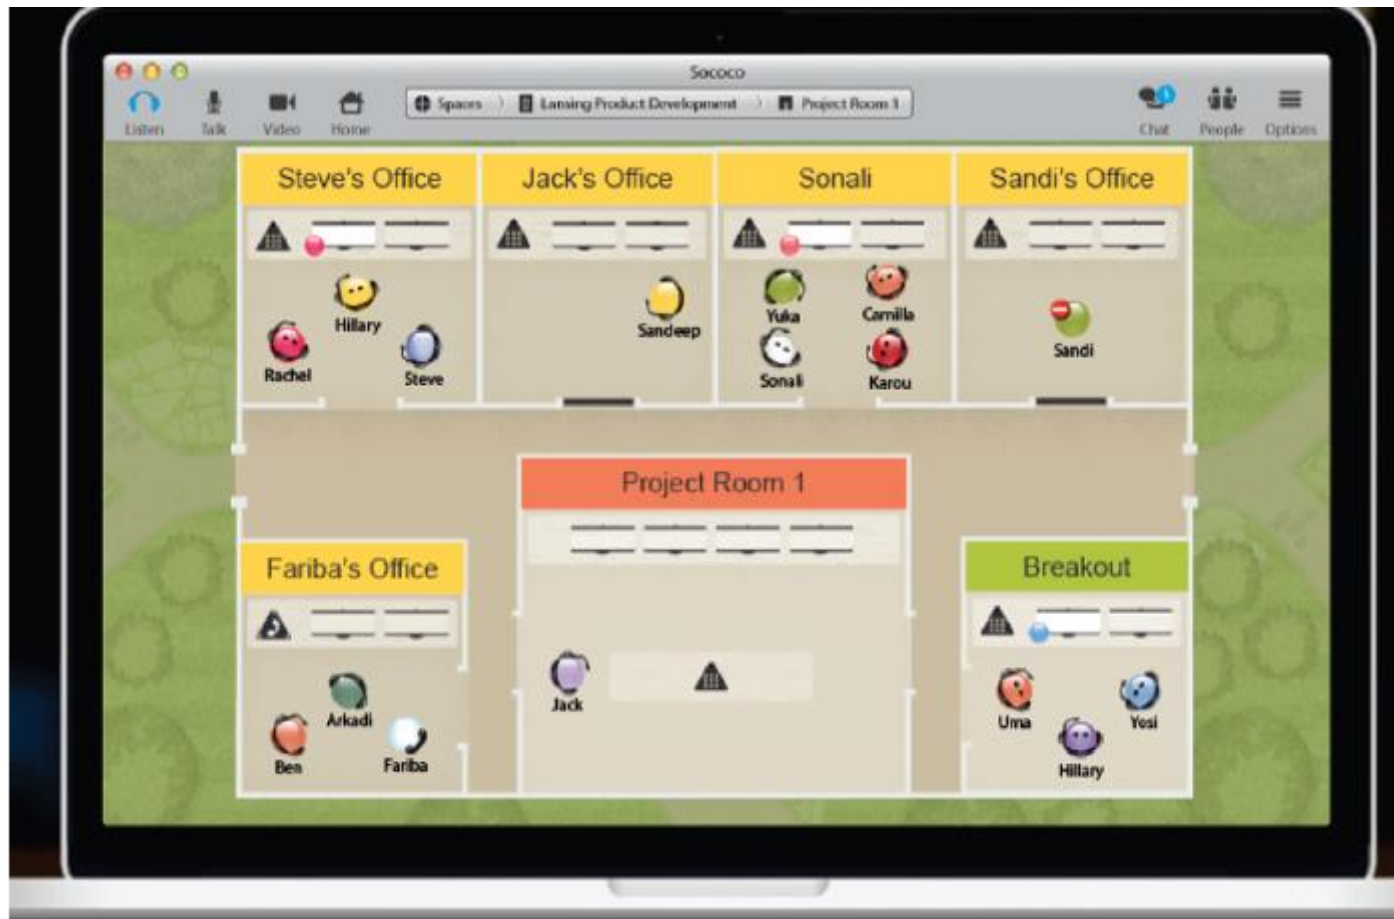 Sococo
Listen
Talk
Video
Home
Spaces
Lansing Product Development
Project Room 1
Chat
People
Options
Steve's Office
Jack's Office
Sonali
Sandi's Office
Hillary
Rachel
Steve
Sandeep
Yuka
Camilla
Sonali
Karou
Sandi
Project Room 1
Fariba's Office
Breakout
Arkadi
Ben
Fariba
Jack
Uma
Yosi
Hillary